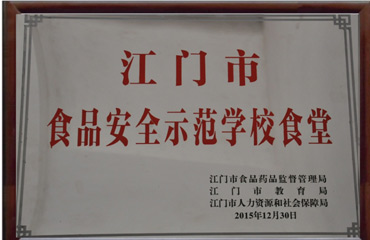 江门市
食品安全示范学校食堂
江门市食品药品监督管理局
江门市教育局
江门市人力资源和社会保障局
2015年12月30日